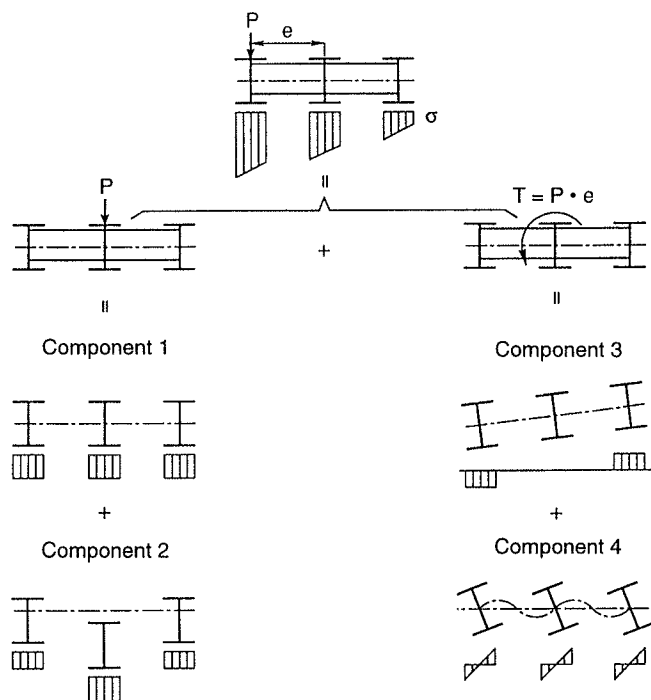 P
e
σ
=
P
T = P • e
+
= =
Component 1 Component 3
+ +
Component 2 Component 4